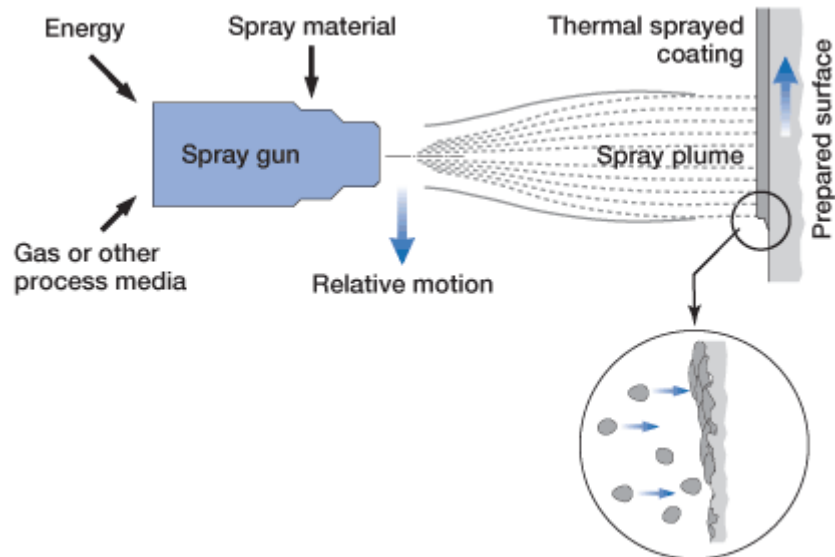 Energy
Spray material
Thermal sprayed
coating
Spray gun
Spray plume
Prepared surface
Gas or other
process media
Relative motion